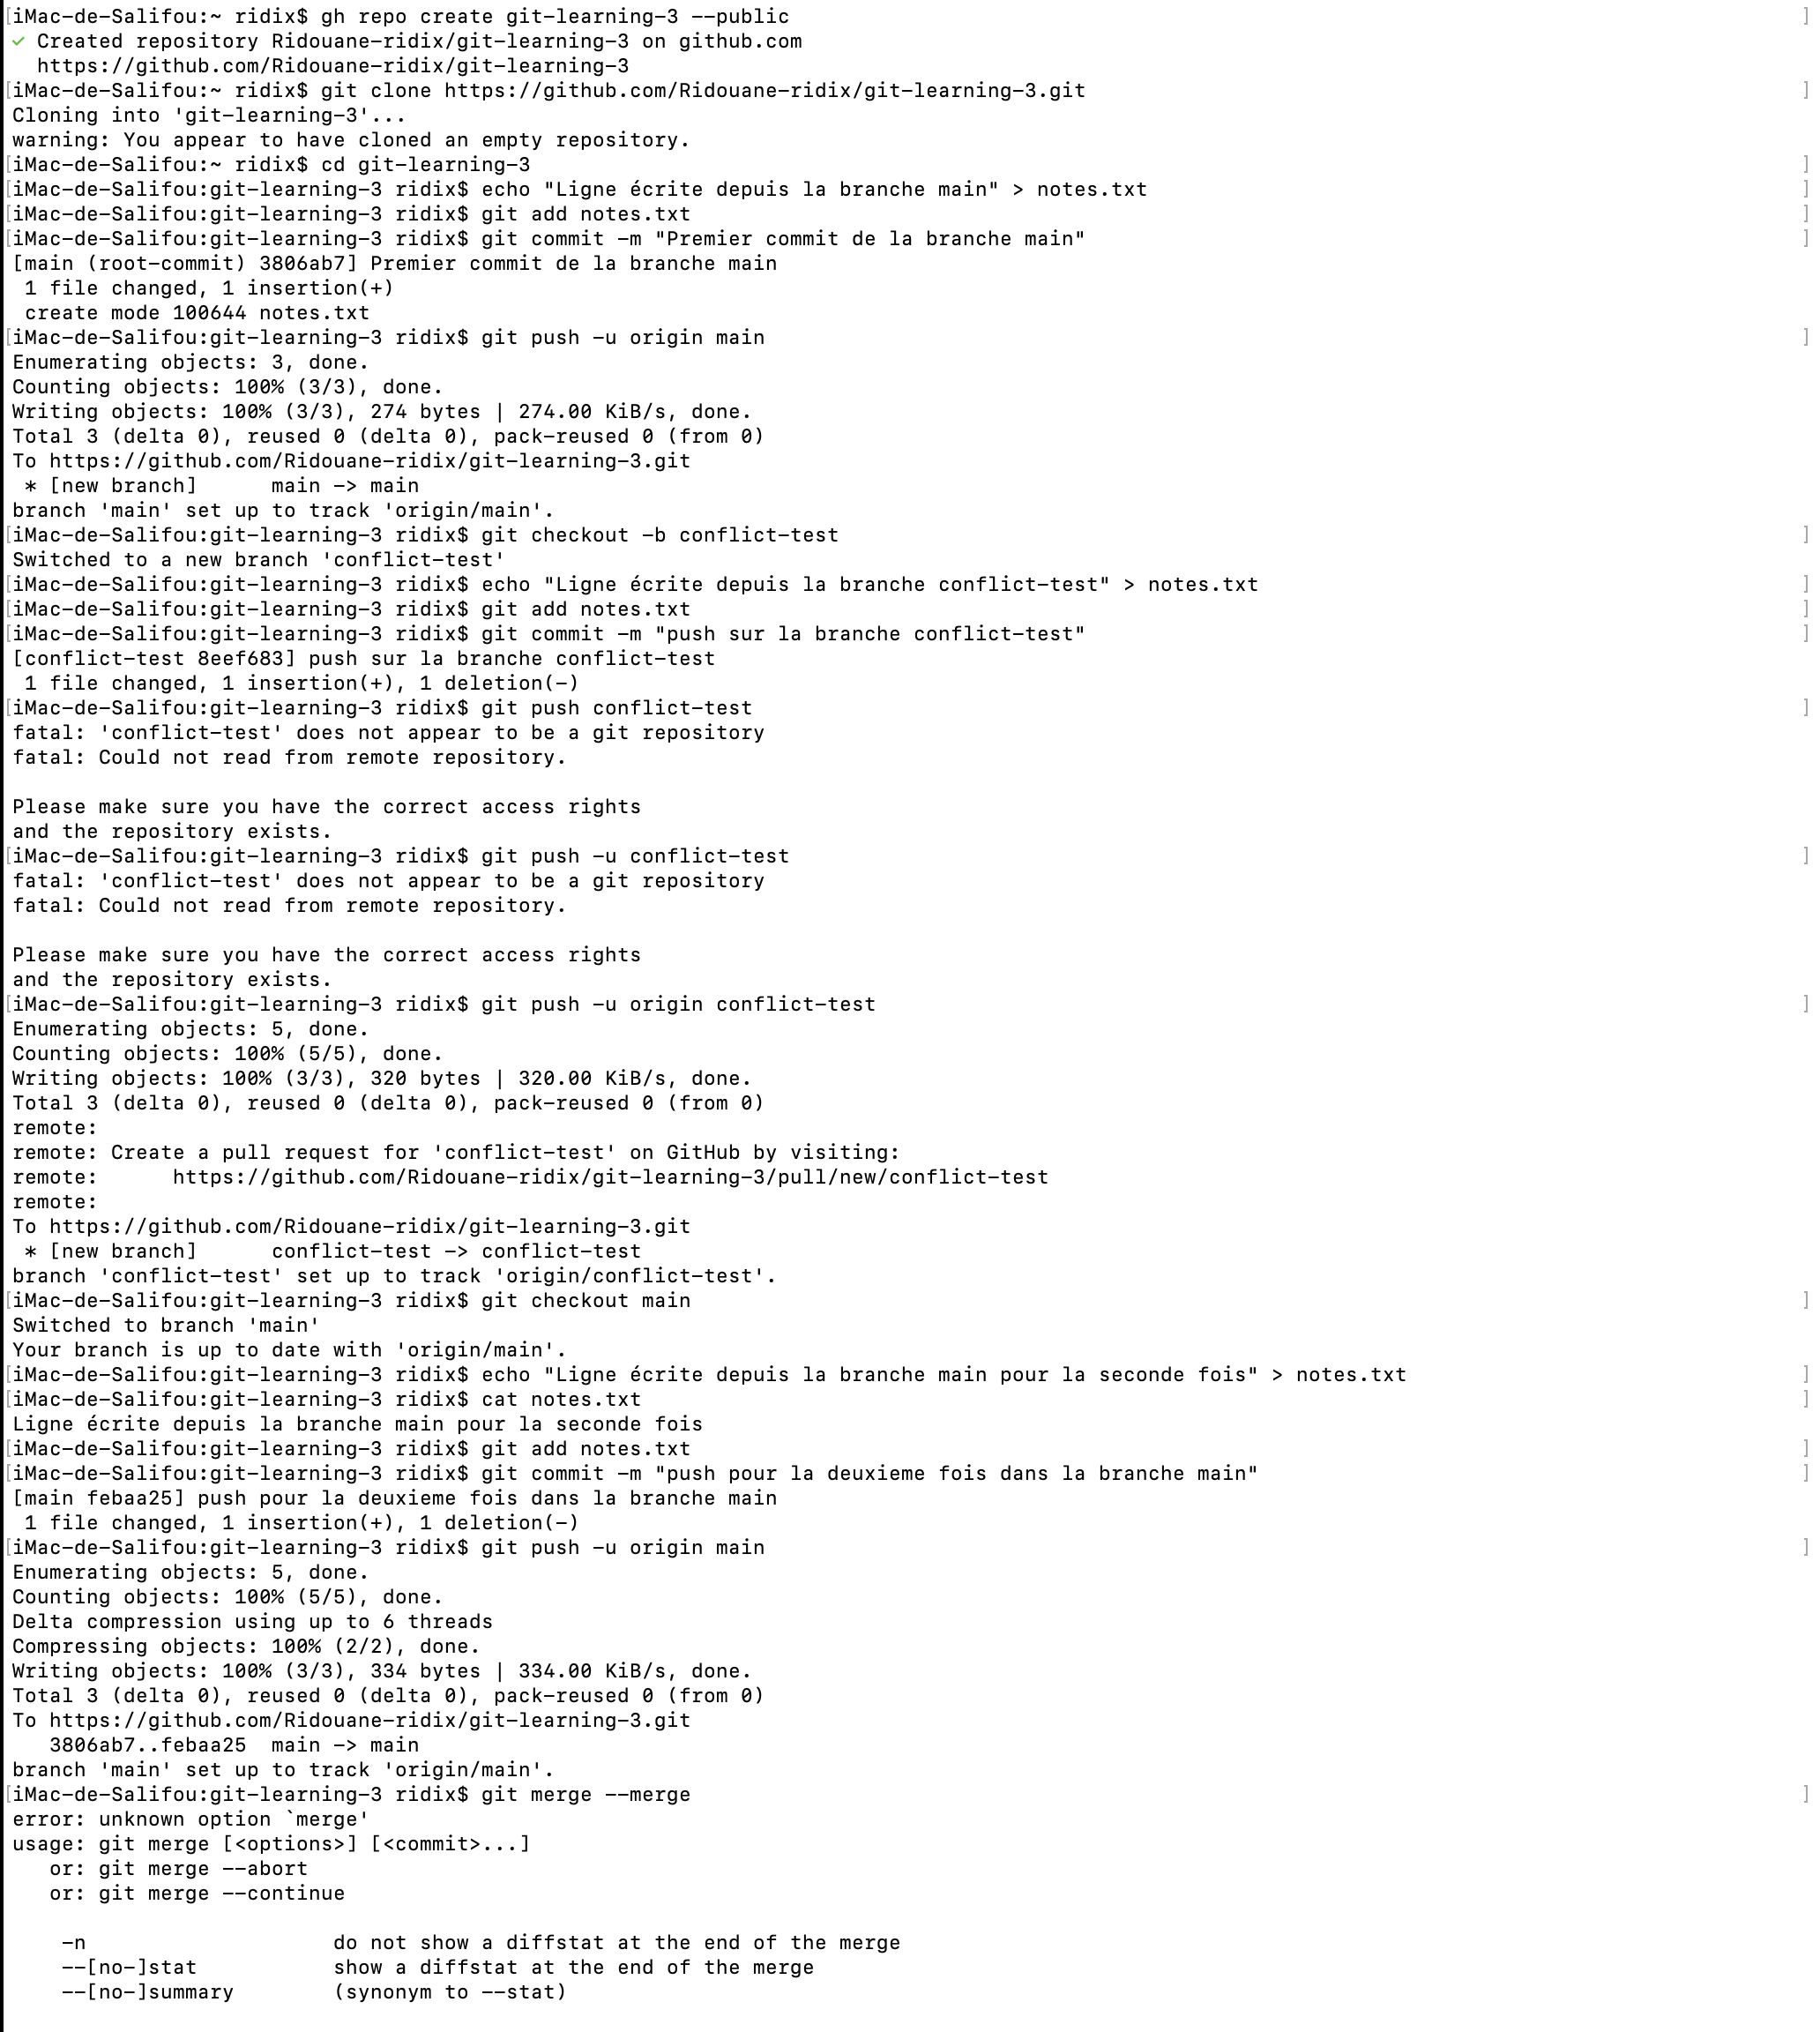 [iMac-de-Salifou:~ ridix$ gh repo create git-learning-3 --public ]
✓ Created repository Ridouane-ridix/git-learning-3 on github.com
  https://github.com/Ridouane-ridix/git-learning-3
[iMac-de-Salifou:~ ridix$ git clone https://github.com/Ridouane-ridix/git-learning-3.git ]
Cloning into 'git-learning-3'...
warning: You appear to have cloned an empty repository.
[iMac-de-Salifou:~ ridix$ cd git-learning-3 ]
[iMac-de-Salifou:git-learning-3 ridix$ echo "Ligne écrite depuis la branche main" > notes.txt ]
[iMac-de-Salifou:git-learning-3 ridix$ git add notes.txt ]
[iMac-de-Salifou:git-learning-3 ridix$ git commit -m "Premier commit de la branche main" ]
[main (root-commit) 3806ab7] Premier commit de la branche main
 1 file changed, 1 insertion(+)
 create mode 100644 notes.txt
[iMac-de-Salifou:git-learning-3 ridix$ git push -u origin main ]
Enumerating objects: 3, done.
Counting objects: 100% (3/3), done.
Writing objects: 100% (3/3), 274 bytes | 274.00 KiB/s, done.
Total 3 (delta 0), reused 0 (delta 0), pack-reused 0 (from 0)
To https://github.com/Ridouane-ridix/git-learning-3.git
 * [new branch]      main -> main
branch 'main' set up to track 'origin/main'.
[iMac-de-Salifou:git-learning-3 ridix$ git checkout -b conflict-test ]
Switched to a new branch 'conflict-test'
[iMac-de-Salifou:git-learning-3 ridix$ echo "Ligne écrite depuis la branche conflict-test" > notes.txt ]
[iMac-de-Salifou:git-learning-3 ridix$ git add notes.txt ]
[iMac-de-Salifou:git-learning-3 ridix$ git commit -m "push sur la branche conflict-test" ]
[conflict-test 8eef683] push sur la branche conflict-test
 1 file changed, 1 insertion(+), 1 deletion(-)
[iMac-de-Salifou:git-learning-3 ridix$ git push conflict-test ]
fatal: 'conflict-test' does not appear to be a git repository
fatal: Could not read from remote repository.

Please make sure you have the correct access rights
and the repository exists.
[iMac-de-Salifou:git-learning-3 ridix$ git push -u conflict-test ]
fatal: 'conflict-test' does not appear to be a git repository
fatal: Could not read from remote repository.

Please make sure you have the correct access rights
and the repository exists.
[iMac-de-Salifou:git-learning-3 ridix$ git push -u origin conflict-test ]
Enumerating objects: 5, done.
Counting objects: 100% (5/5), done.
Writing objects: 100% (3/3), 320 bytes | 320.00 KiB/s, done.
Total 3 (delta 0), reused 0 (delta 0), pack-reused 0 (from 0)
remote:
remote: Create a pull request for 'conflict-test' on GitHub by visiting:
remote:      https://github.com/Ridouane-ridix/git-learning-3/pull/new/conflict-test
remote:
To https://github.com/Ridouane-ridix/git-learning-3.git
 * [new branch]      conflict-test -> conflict-test
branch 'conflict-test' set up to track 'origin/conflict-test'.
[iMac-de-Salifou:git-learning-3 ridix$ git checkout main ]
Switched to branch 'main'
Your branch is up to date with 'origin/main'.
[iMac-de-Salifou:git-learning-3 ridix$ echo "Ligne écrite depuis la branche main pour la seconde fois" > notes.txt ]
[iMac-de-Salifou:git-learning-3 ridix$ cat notes.txt ]
Ligne écrite depuis la branche main pour la seconde fois
[iMac-de-Salifou:git-learning-3 ridix$ git add notes.txt ]
[iMac-de-Salifou:git-learning-3 ridix$ git commit -m "push pour la deuxieme fois dans la branche main" ]
[main febaa25] push pour la deuxieme fois dans la branche main
 1 file changed, 1 insertion(+), 1 deletion(-)
[iMac-de-Salifou:git-learning-3 ridix$ git push -u origin main ]
Enumerating objects: 5, done.
Counting objects: 100% (5/5), done.
Delta compression using up to 6 threads
Compressing objects: 100% (2/2), done.
Writing objects: 100% (3/3), 334 bytes | 334.00 KiB/s, done.
Total 3 (delta 0), reused 0 (delta 0), pack-reused 0 (from 0)
To https://github.com/Ridouane-ridix/git-learning-3.git
   3806ab7..febaa25  main -> main
branch 'main' set up to track 'origin/main'.
[iMac-de-Salifou:git-learning-3 ridix$ git merge --merge ]
error: unknown option `merge'
usage: git merge [<options>] [<commit>...]
   or: git merge --abort
   or: git merge --continue

    -n                    do not show a diffstat at the end of the merge
    --[no-]stat           show a diffstat at the end of the merge
    --[no-]summary        (synonym to --stat)